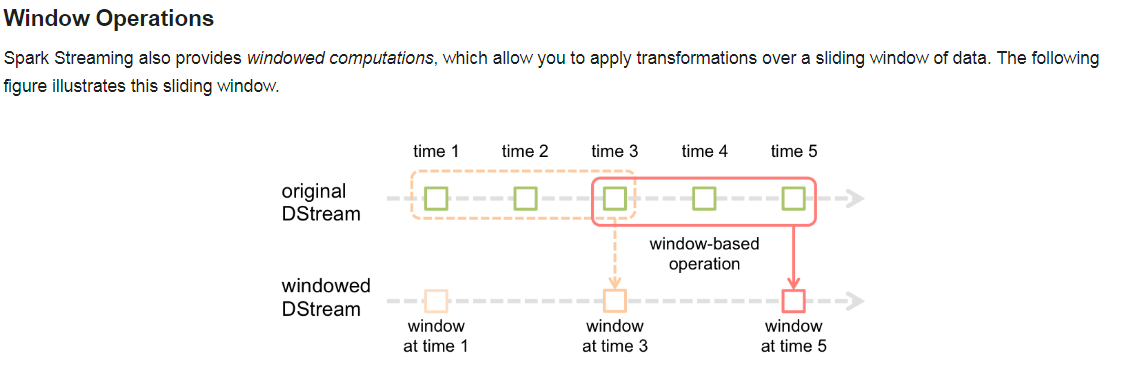 Window Operations
Spark Streaming also provides windowed computations, which allow you to apply transformations over a sliding window of data. The following
figure illustrates this sliding window.
time 1 time 2 time 3 time 4 time 5
original
DStream
window-based
operation
windowed
DStream
window
at time 1
window
at time 3
window
at time 5